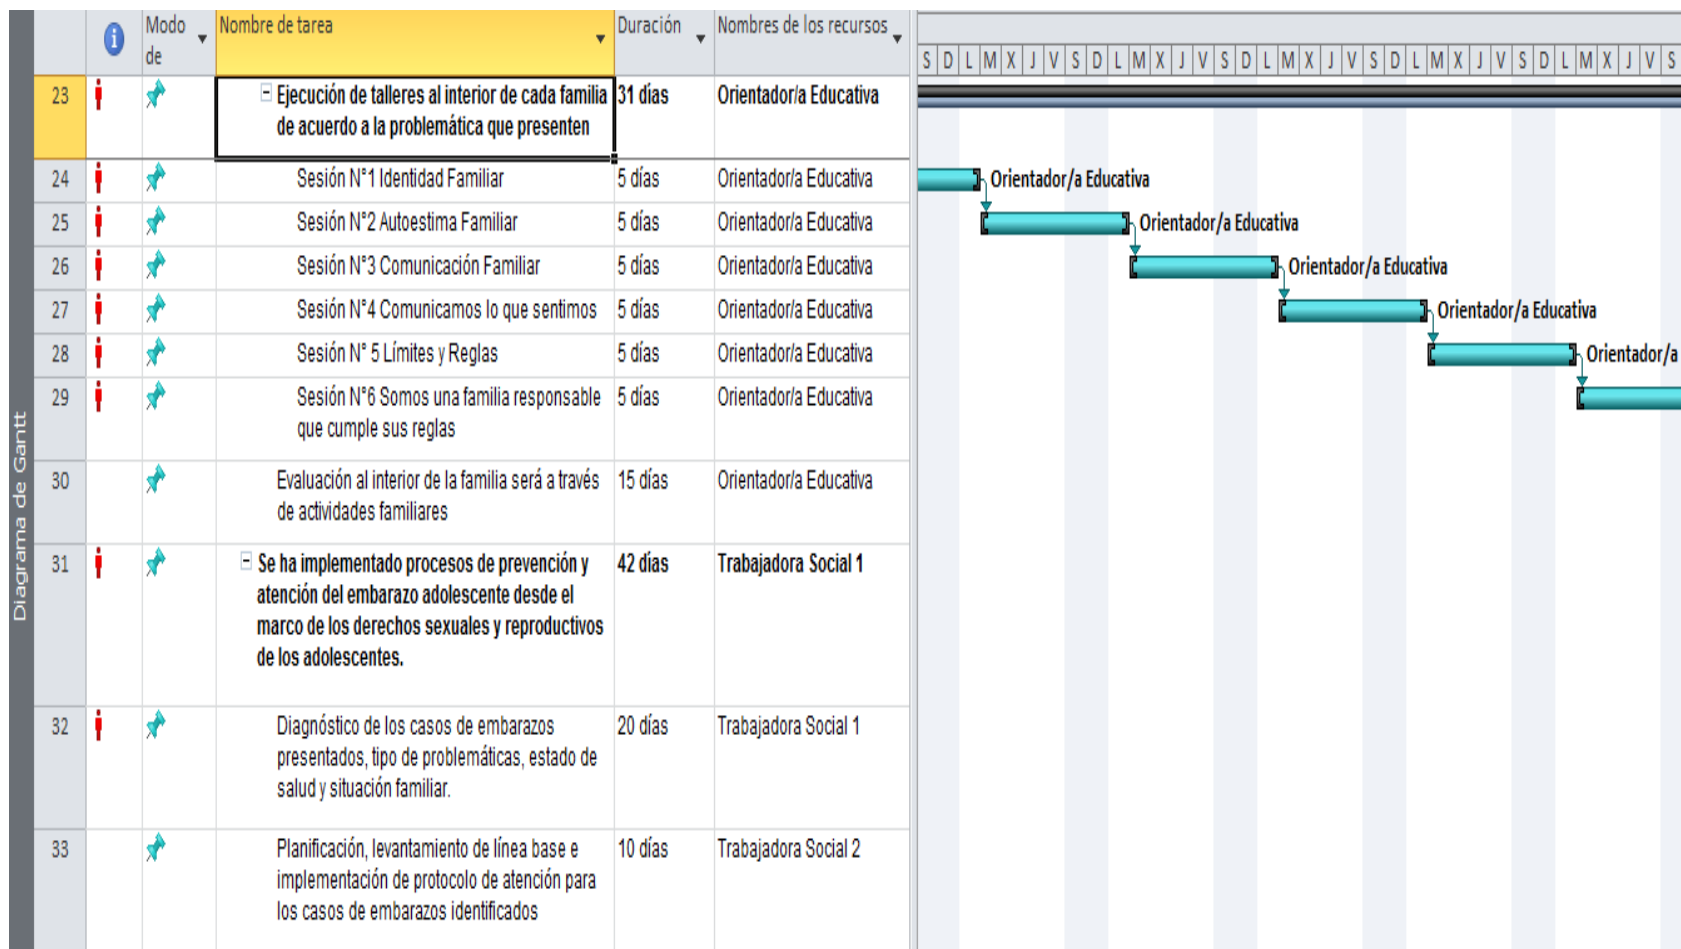 Modo de
Nombre de tarea
Duración
Nombres de los recursos
S D L M X J V S D L M X J V S D L M X J V S D L M X J V S D L M X J V S
23 Ejecución de talleres al interior de cada familia 31 días Orientador/a Educativa
de acuerdo a la problemática que presenten
24 Sesión N°1 Identidad Familiar 5 días Orientador/a Educativa Orientador/a Educativa
25 Sesión N°2 Autoestima Familiar 5 días Orientador/a Educativa Orientador/a Educativa
26 Sesión N°3 Comunicación Familiar 5 días Orientador/a Educativa Orientador/a Educativa
27 Sesión N°4 Comunicamos lo que sentimos 5 días Orientador/a Educativa Orientador/a Educativa
28 Sesión N° 5 Límites y Reglas 5 días Orientador/a Educativa Orientador/a
29 Sesión N°6 Somos una familia responsable 5 días Orientador/a Educativa
que cumple sus reglas
30 Evaluación al interior de la familia será a través 15 días Orientador/a Educativa
de actividades familiares
31 Se ha implementado procesos de prevención y 42 días Trabajadora Social 1
atención del embarazo adolescente desde el
marco de los derechos sexuales y reproductivos
de los adolescentes.
32 Diagnóstico de los casos de embarazos 20 días Trabajadora Social 1
presentados, tipo de problemáticas, estado de
salud y situación familiar.
33 Planificación, levantamiento de línea base e 10 días Trabajadora Social 2
implementación de protocolo de atención para
los casos de embarazos identificados
Diagrama de Gantt